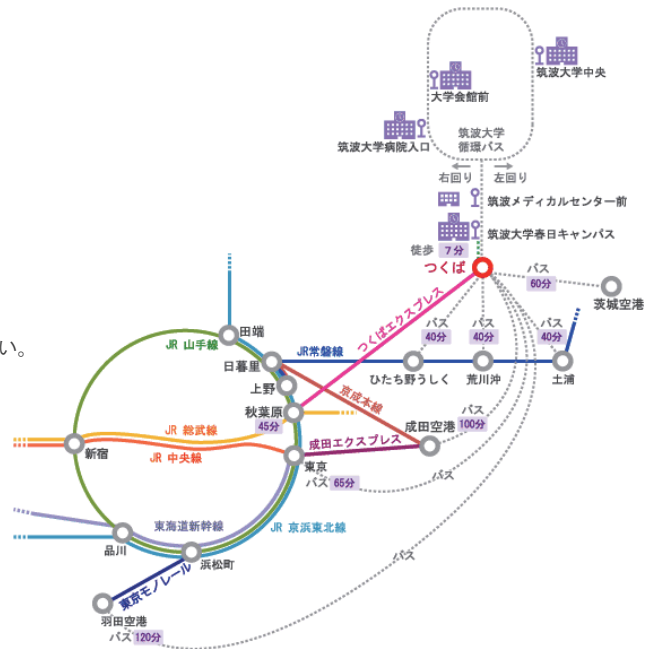 筑波大学中央
大学会館前
筑波大学病院入口
筑波大学
循環バス
右回り
左回り
筑波メディカルセンター前
筑波大学春日キャンパス
徒歩 7分
つくば
バス
60分
茨城空港
つくばエクスプレス
バス
40分
バス
40分
バス
40分
田端
JR 山手線
い。
日暮里
JR常磐線
ひたち野うしく
荒川沖
土浦
上野
京成本線
秋葉原
45分
成田空港
バス
100分
JR 総武線
成田エクスプレス
新宿
JR 中央線
東京
バス 65分
バス
東海道新幹線
JR 京浜東北線
品川
浜松町
バス
東京モノレール
羽田空港
バス 120分